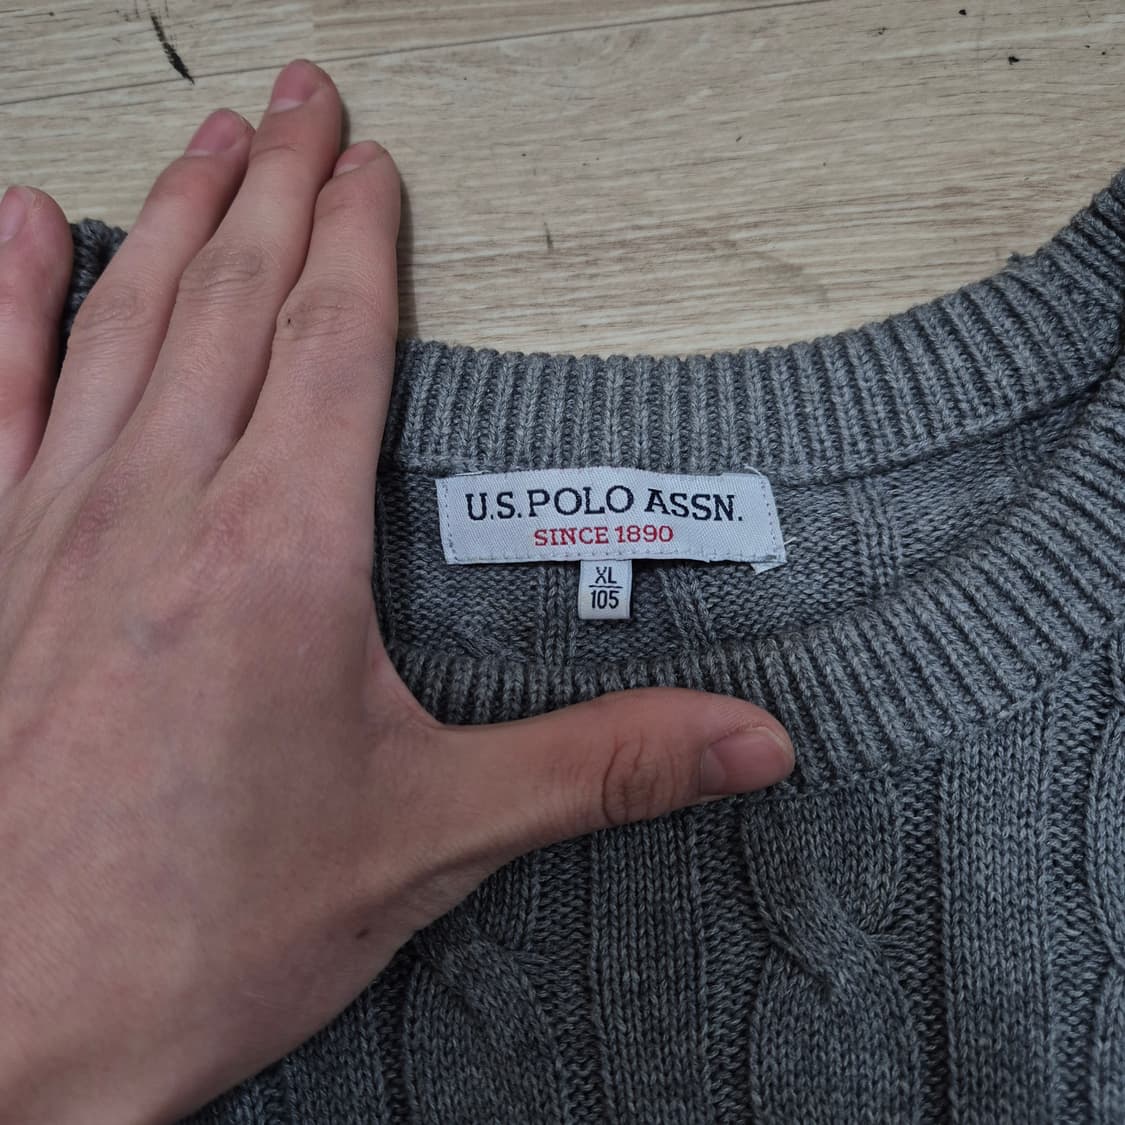 U.S. POLO ASSN.
SINCE 1890
XL
105